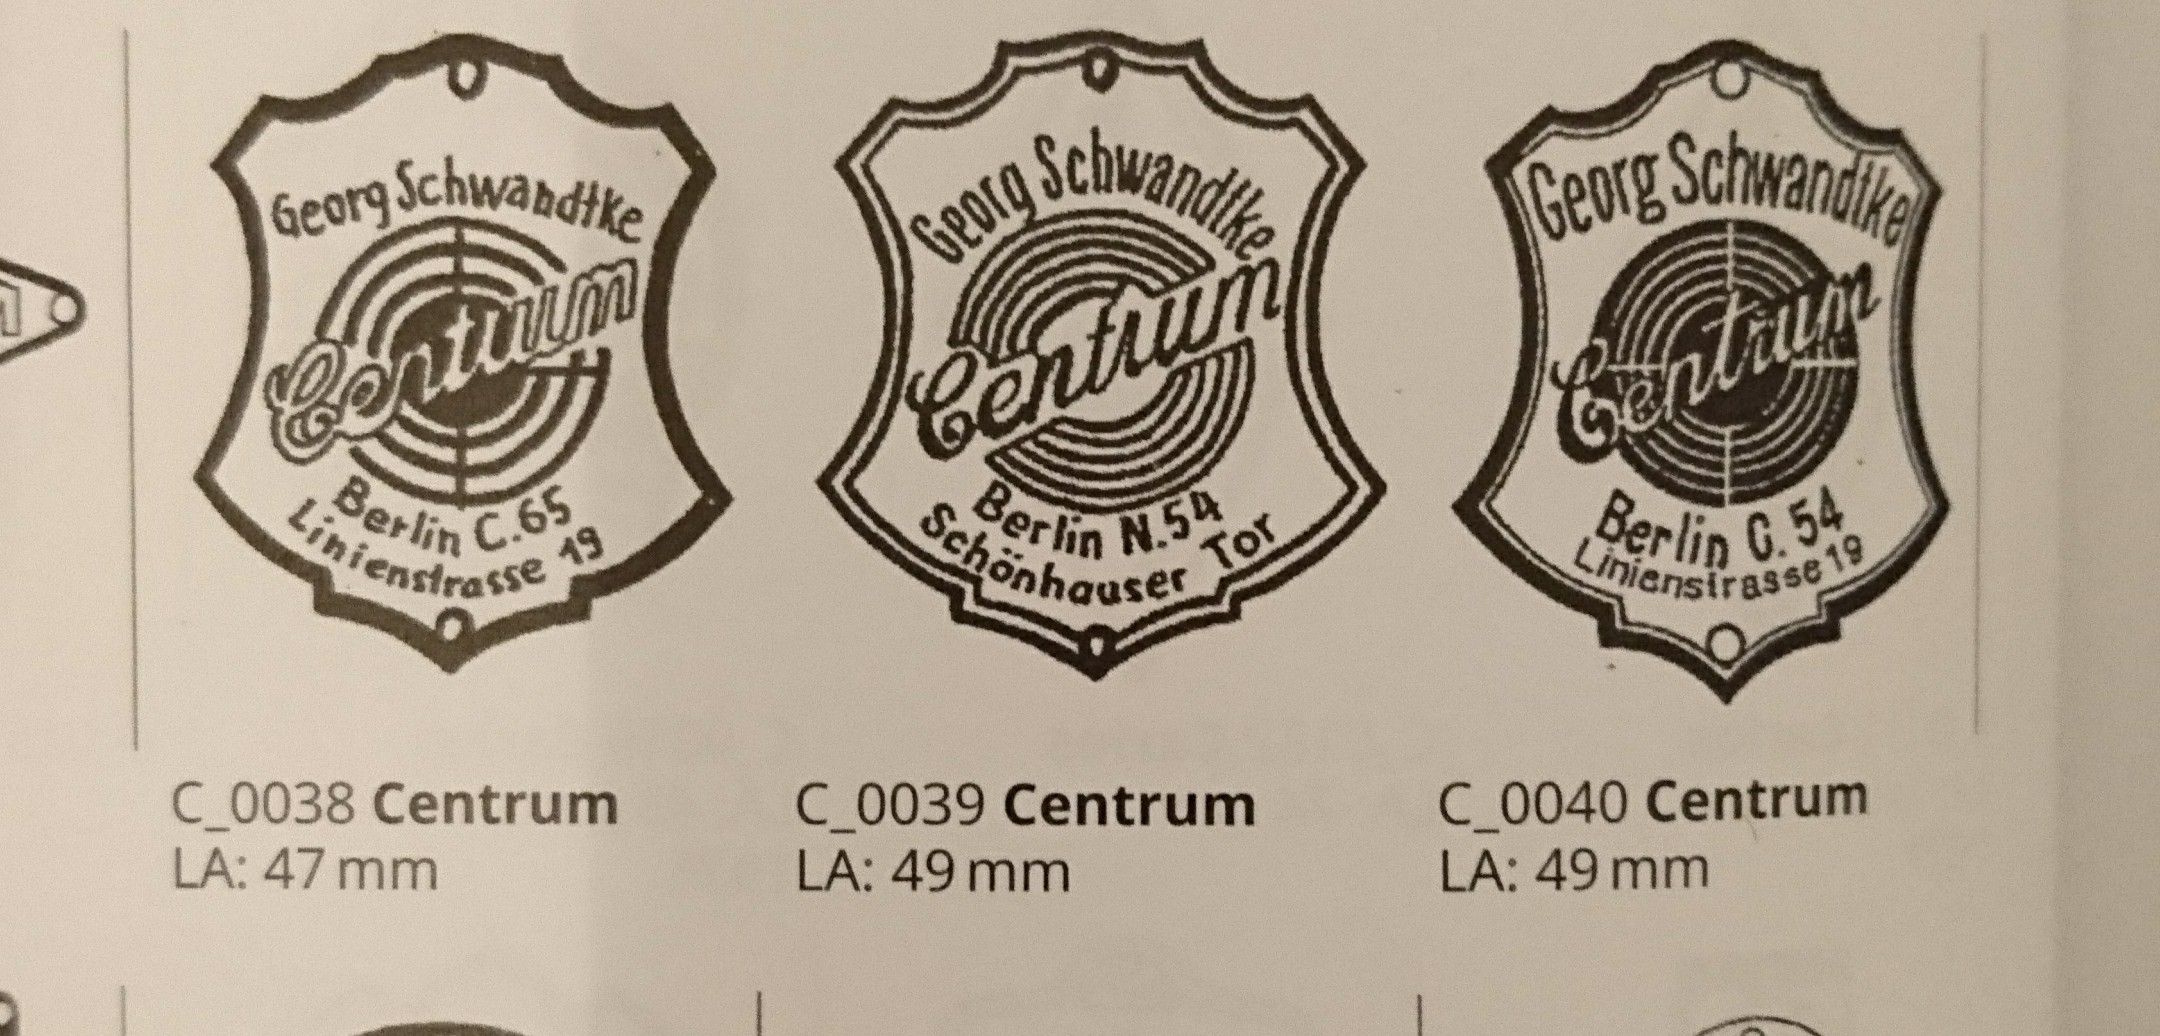 Georg Schwandtke
Centrum
Berlin C.65
Linienstrasse 19
C_0038 Centrum
LA: 47 mm
Georg Schwandtke
Centrum
Berlin N.54
Schönhauser Tor
C_0039 Centrum
LA: 49 mm
Georg Schwandtke
Centrum
Berlin C.54
Linienstrasse 19
C_0040 Centrum
LA: 49 mm